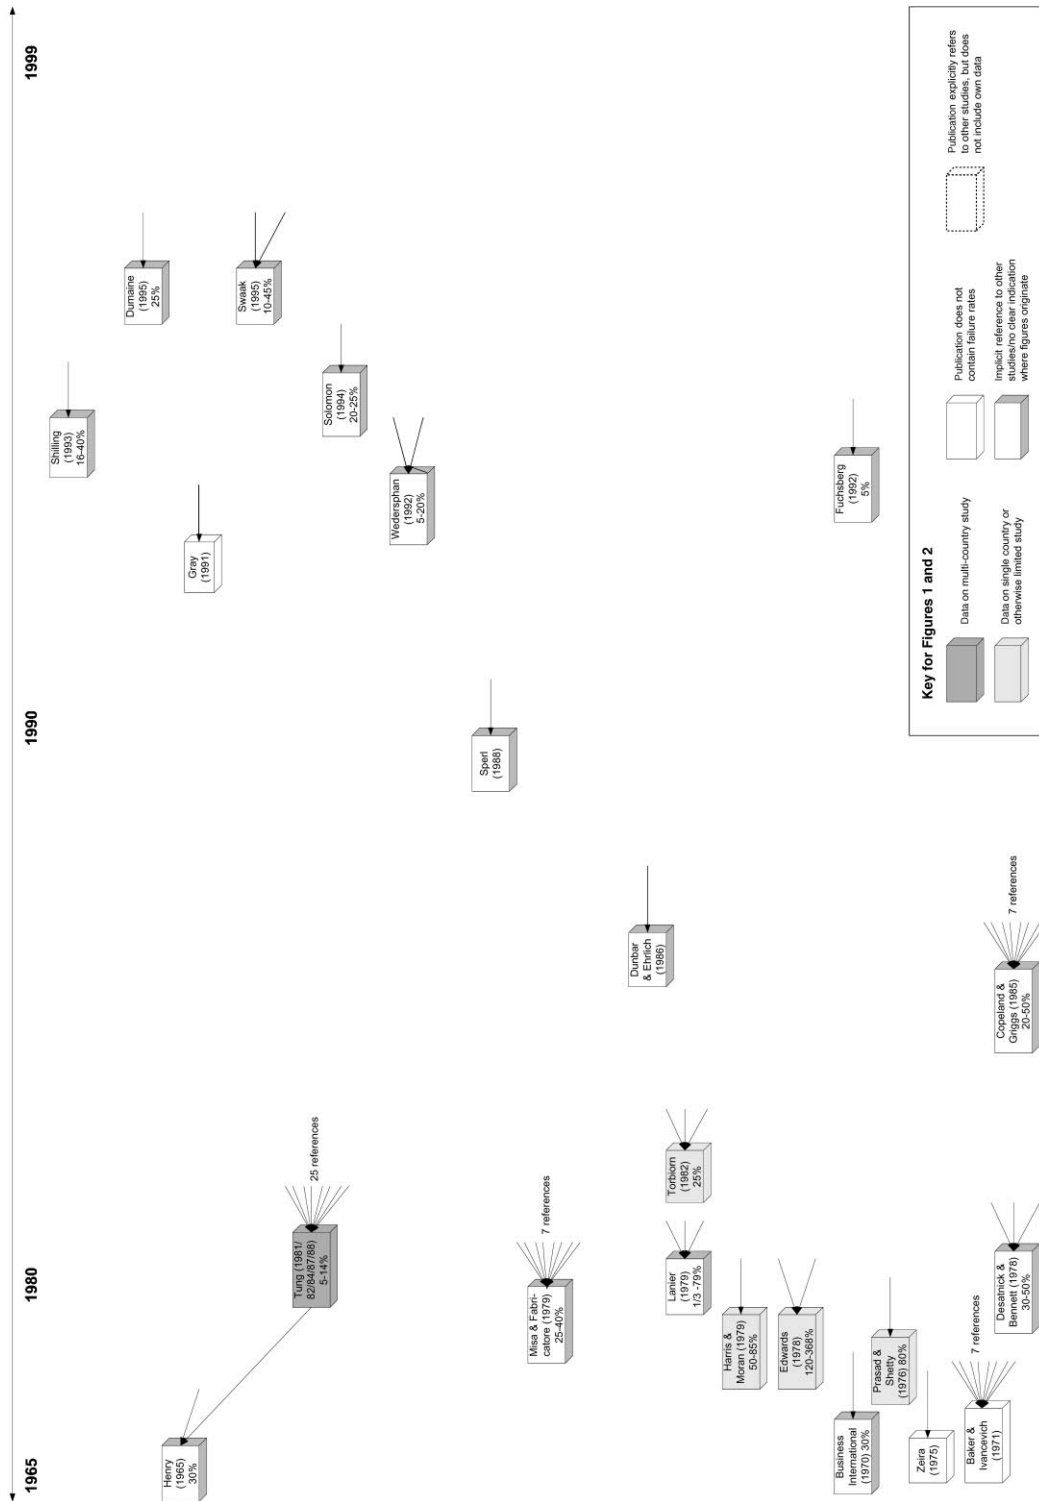 1965
1980
1990
1999
Henry
(1965)
30%
Tung (1981/
82/84/87/88)
5-14%
25 references
Misa & Fabri-
catore (1979)
25-40%
7 references
Lanier
(1979)
1/3 -79%
Torbiorn
(1982)
25%
Harris &
Moran (1979)
50-85%
Edwards
(1978)
120-368%
Business
International
(1970) 30%
Prasad &
Shetty
(1976) 80%
Zeira
(1975)
Baker &
Ivancevich
(1971)
7 references
Desatnick &
Bennett (1978)
30-50%
Copeland &
Griggs (1985)
20-50%
7 references
Dunbar
& Ehrlich
(1986)
Sperl
(1988)
Gray
(1991)
Shilling
(1993)
16-40%
Dumaine
(1995)
25%
Swaak
(1995)
10-45%
Solomon
(1994)
20-25%
Wedersphan
(1992)
5-20%
Fuchsberg
(1992)
5%
Key for Figures 1 and 2
Data on multi-country study
Data on single country or
otherwise limited study
Publication does not
contain failure rates
Implicit reference to other
studies/no clear indication
where figures originate
Publication explicitly refers
to other studies, but does
not include own data